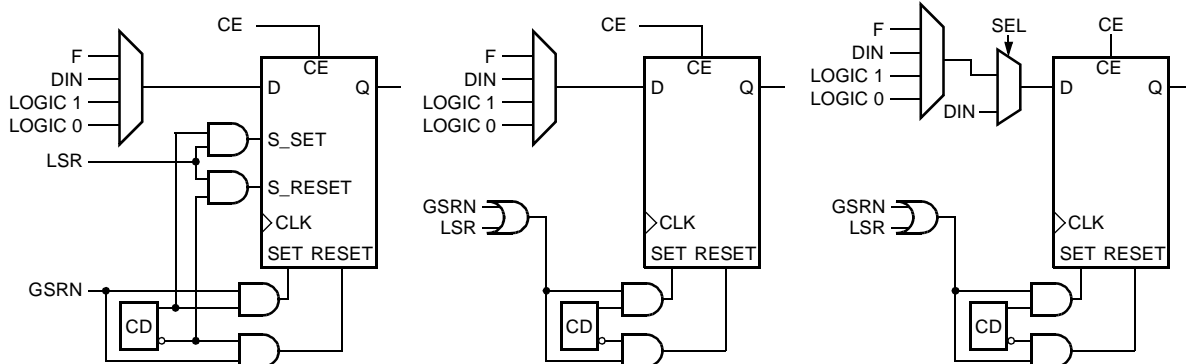 CE
F
DIN
LOGIC 1
LOGIC 0
CE
D
Q
LSR
S_SET
S_RESET
CLK
SET RESET
GSRN
CD
CE
F
DIN
LOGIC 1
LOGIC 0
CE
D
Q
GSRN
LSR
CLK
SET RESET
CD
F
DIN
LOGIC 1
LOGIC 0
SEL
DIN
CE
CE
D
Q
GSRN
LSR
CLK
SET RESET
CD